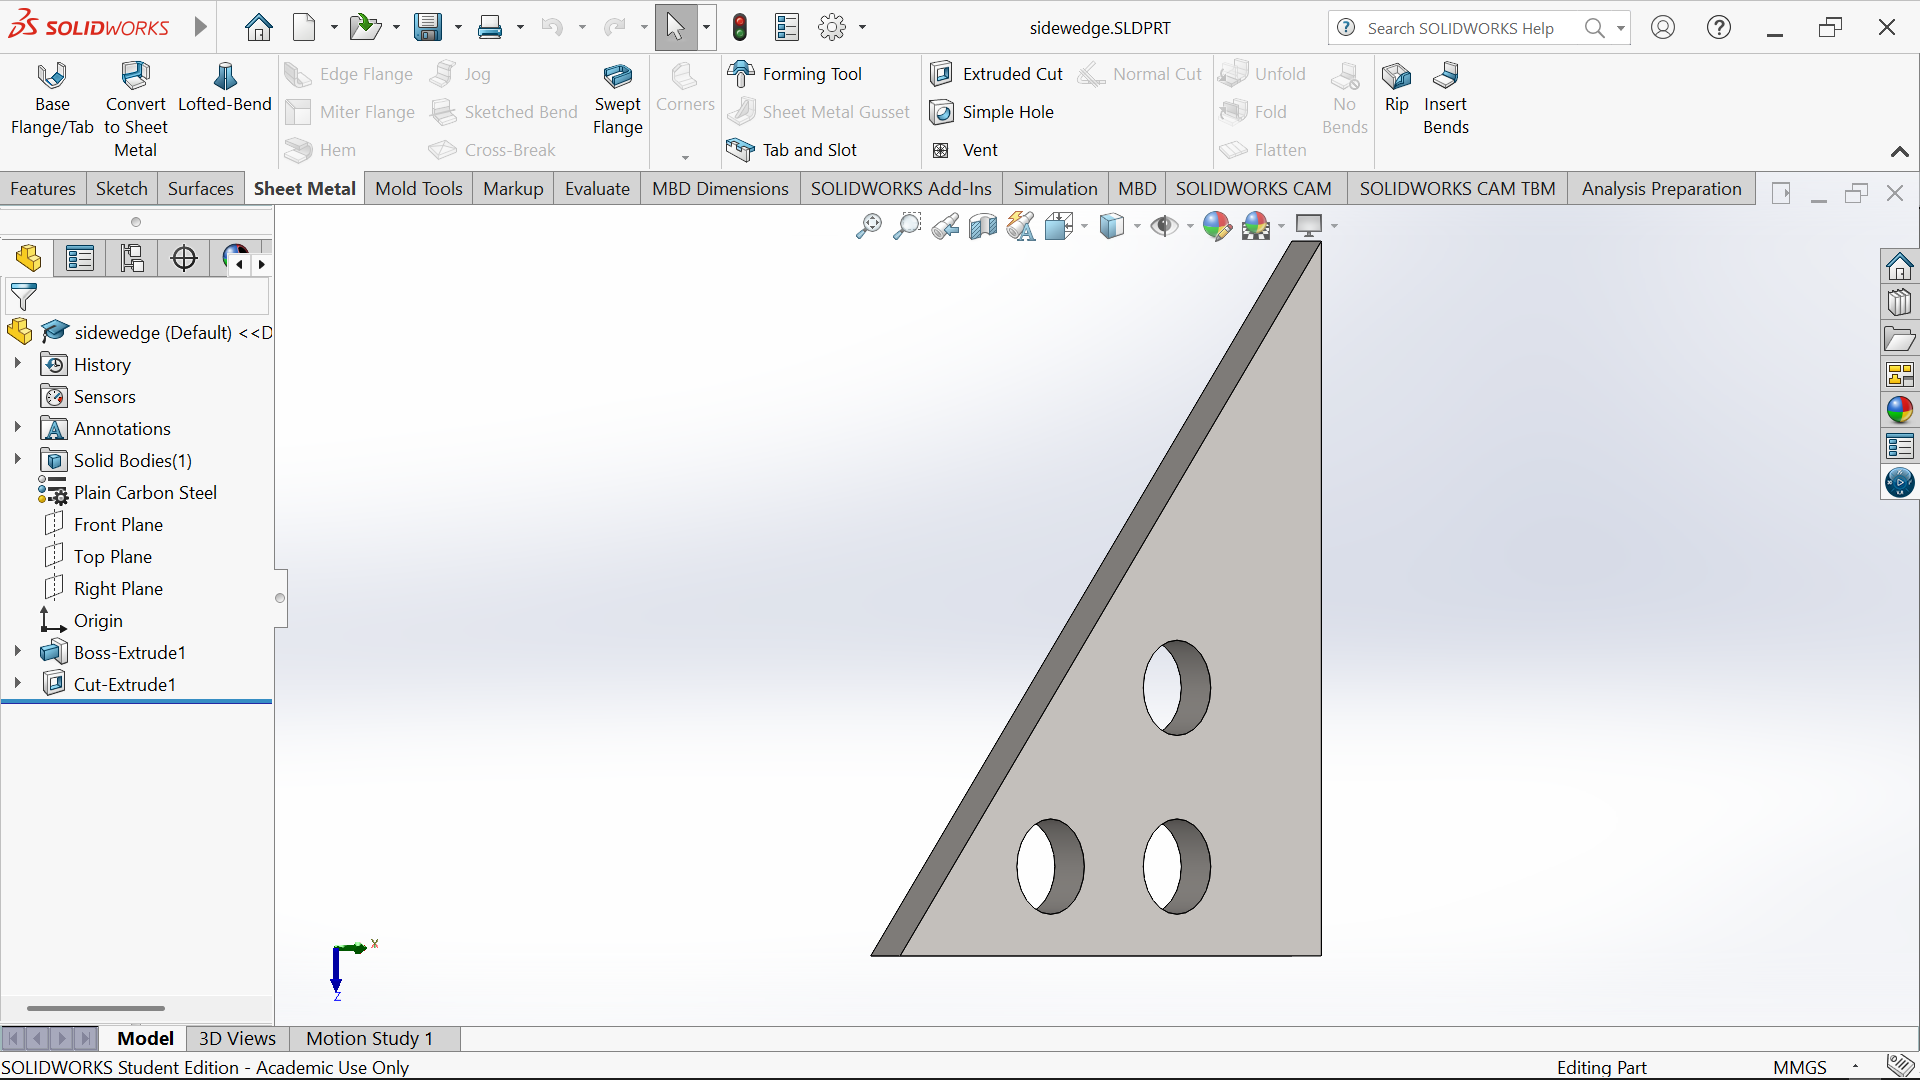 SOLIDWORKS
sidewedge.SLDPRT
Search SOLIDWORKS Help
Base Flange/Tab
Convert to Sheet Metal
Lofted-Bend
Edge Flange
Miter Flange
Hem
Jog
Sketched Bend
Cross-Break
Swept Flange
Corners
Forming Tool
Sheet Metal Gusset
Tab and Slot
Extruded Cut
Simple Hole
Vent
Normal Cut
Unfold
Fold
Flatten
No Bends
Rip
Insert Bends
Features Sketch Surfaces Sheet Metal Mold Tools Markup Evaluate MBD Dimensions SOLIDWORKS Add-Ins Simulation MBD SOLIDWORKS CAM SOLIDWORKS CAM TBM Analysis Preparation
sidewedge (Default) <<D
History
Sensors
Annotations
Solid Bodies(1)
Plain Carbon Steel
Front Plane
Top Plane
Right Plane
Origin
Boss-Extrude1
Cut-Extrude1
X
Z
Model 3D Views Motion Study 1
SOLIDWORKS Student Edition - Academic Use Only
Editing Part
MMGS